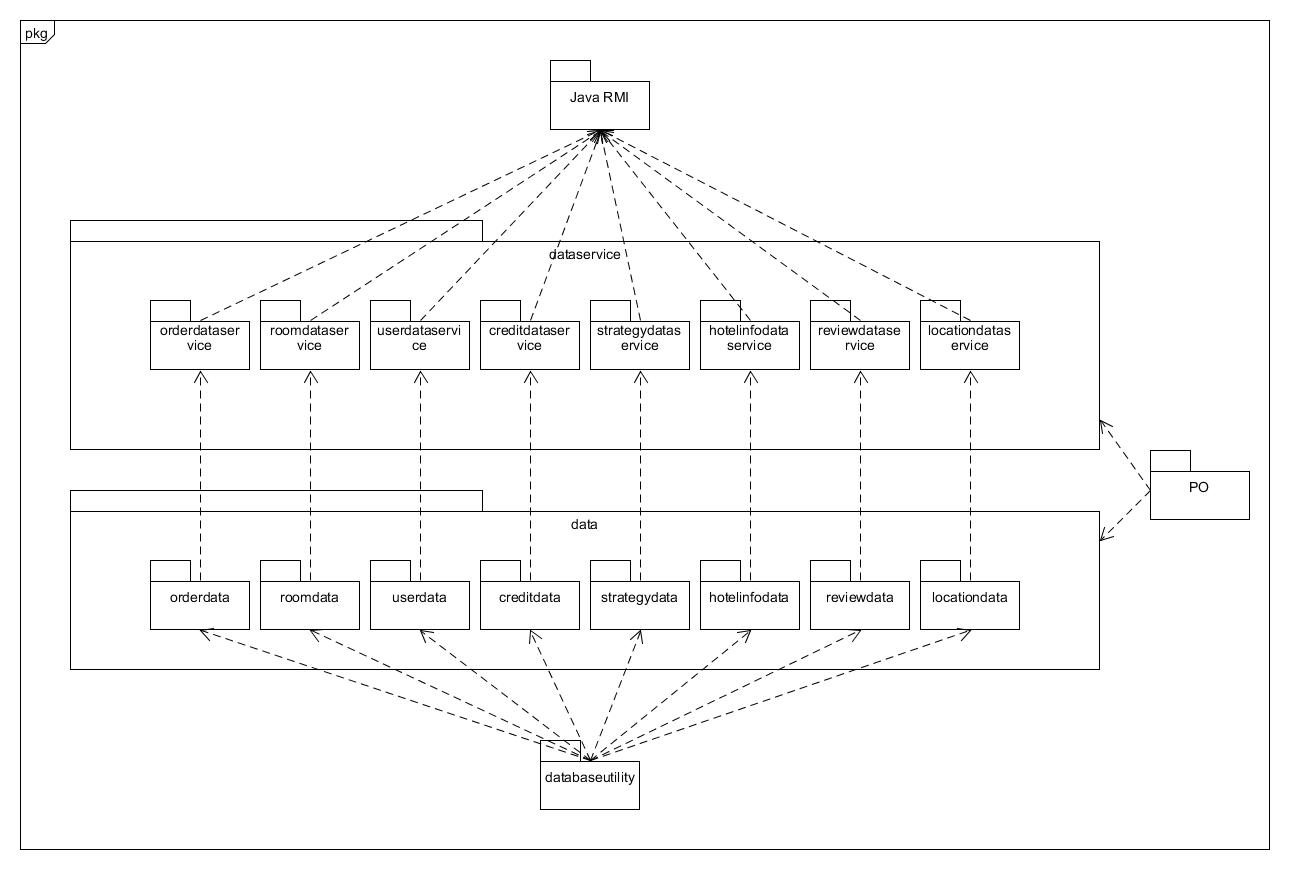 pkg
Java RMI
dataservice
orderdataser
vice
roomdataser
vice
userdataservi
ce
creditdataser
vice
strategydatas
ervice
hotelinfodata
service
reviewdatase
rvice
locationdatas
ervice
PO
data
orderdata
roomdata
userdata
creditdata
strategydata
hotelinfodata
reviewdata
locationdata
databaseutility